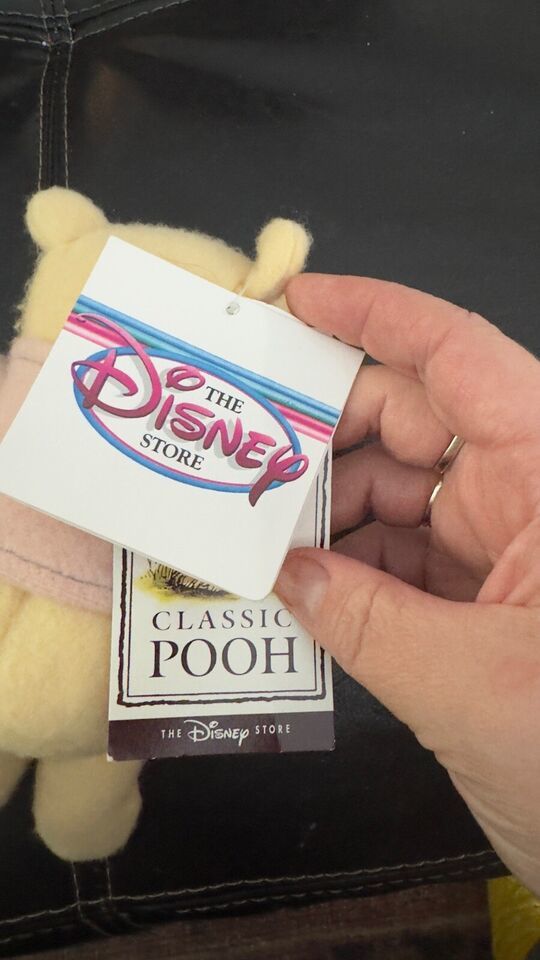 THE
DISNEY
STORE
CLASSIC
POOH
THE DISNEY STORE